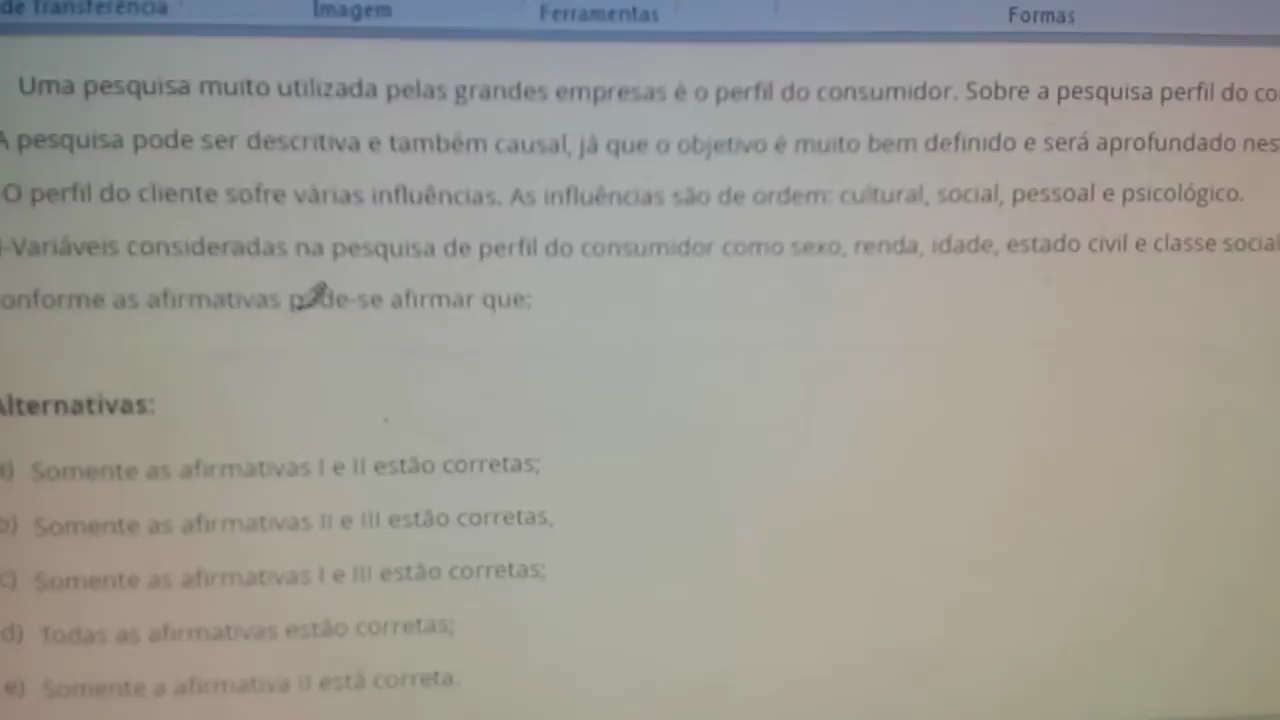 de Transferência Imagem Ferramentas Formas
Uma pesquisa muito utilizada pelas grandes empresas é o perfil do consumidor. Sobre a pesquisa perfil do co
A pesquisa pode ser descritiva e também causal, já que o objetivo é muito bem definido e será aprofundado nes
O perfil do cliente sofre várias influências. As influências são de ordem: cultural, social, pessoal e psicológico.
I-Variáveis consideradas na pesquisa de perfil do consumidor como sexo, renda, idade, estado civil e classe social
onforme as afirmativas pode-se afirmar que:
Alternativas:
a) Somente as afirmativas I e II estão corretas;
b) Somente as afirmativas II e III estão corretas.
c) Somente as afirmativas I e III estão corretas;
d) Todas as afirmativas estão corretas;
e) Somente a afirmativa II está correta.